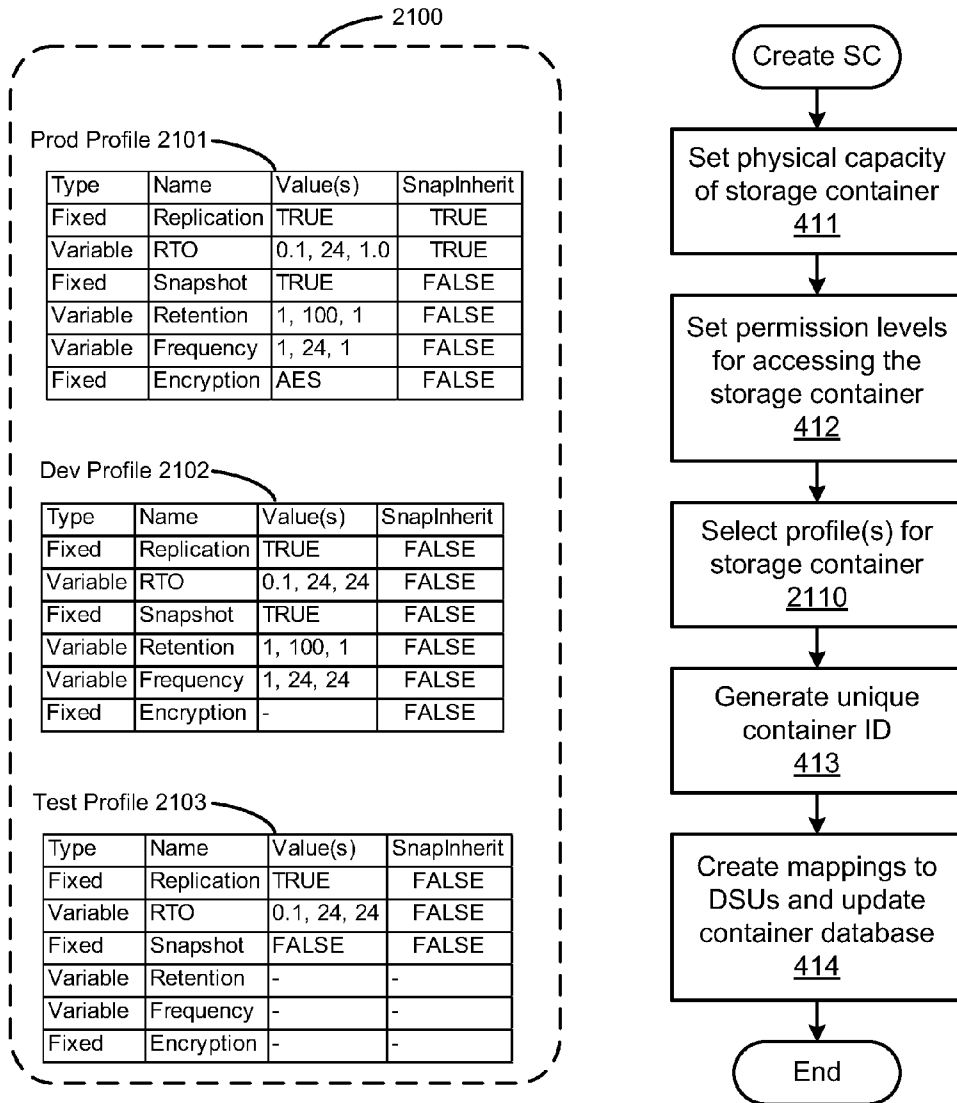 2100
Prod Profile 2101
Type Name Value(s) SnapInherit
Fixed Replication TRUE TRUE
Variable RTO 0.1, 24, 1.0 TRUE
Fixed Snapshot TRUE FALSE
Variable Retention 1, 100, 1 FALSE
Variable Frequency 1, 24, 1 FALSE
Fixed Encryption AES FALSE
Dev Profile 2102
Type Name Value(s) SnapInherit
Fixed Replication TRUE FALSE
Variable RTO 0.1, 24, 24 FALSE
Fixed Snapshot TRUE FALSE
Variable Retention 1, 100, 1 FALSE
Variable Frequency 1, 24, 24 FALSE
Fixed Encryption - FALSE
Test Profile 2103
Type Name Value(s) SnapInherit
Fixed Replication TRUE FALSE
Variable RTO 0.1, 24, 24 FALSE
Fixed Snapshot FALSE FALSE
Variable Retention - -
Variable Frequency - -
Fixed Encryption - -
Create SC
Set physical capacity
of storage container
411
Set permission levels
for accessing the
storage container
412
Select profile(s) for
storage container
2110
Generate unique
container ID
413
Create mappings to
DSUs and update
container database
414
End